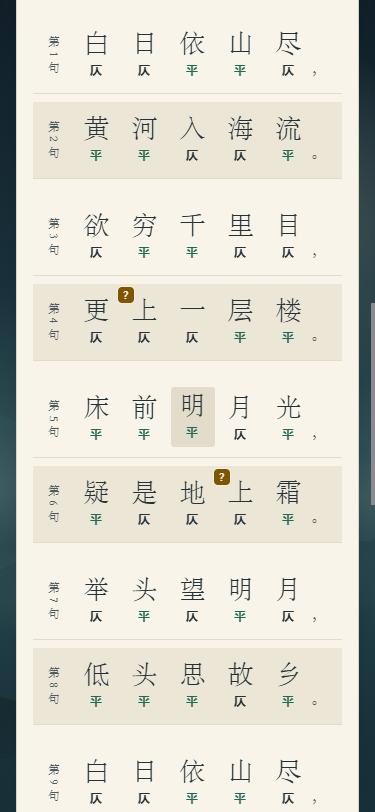 第1句 白日依山尽，
仄仄平平仄
第2句 黄河入海流。
平平仄仄平
第3句 欲穷千里目，
仄平平仄仄
第4句 更?上一层楼。
仄仄仄平平
第5句 床前明月光，
平平平仄平
第6句 疑是地?上霜。
平仄仄仄平
第7句 举头望明月，
仄平仄平仄
第8句 低头思故乡。
平平平仄平
第9句 白日依山尽，
仄仄平平仄